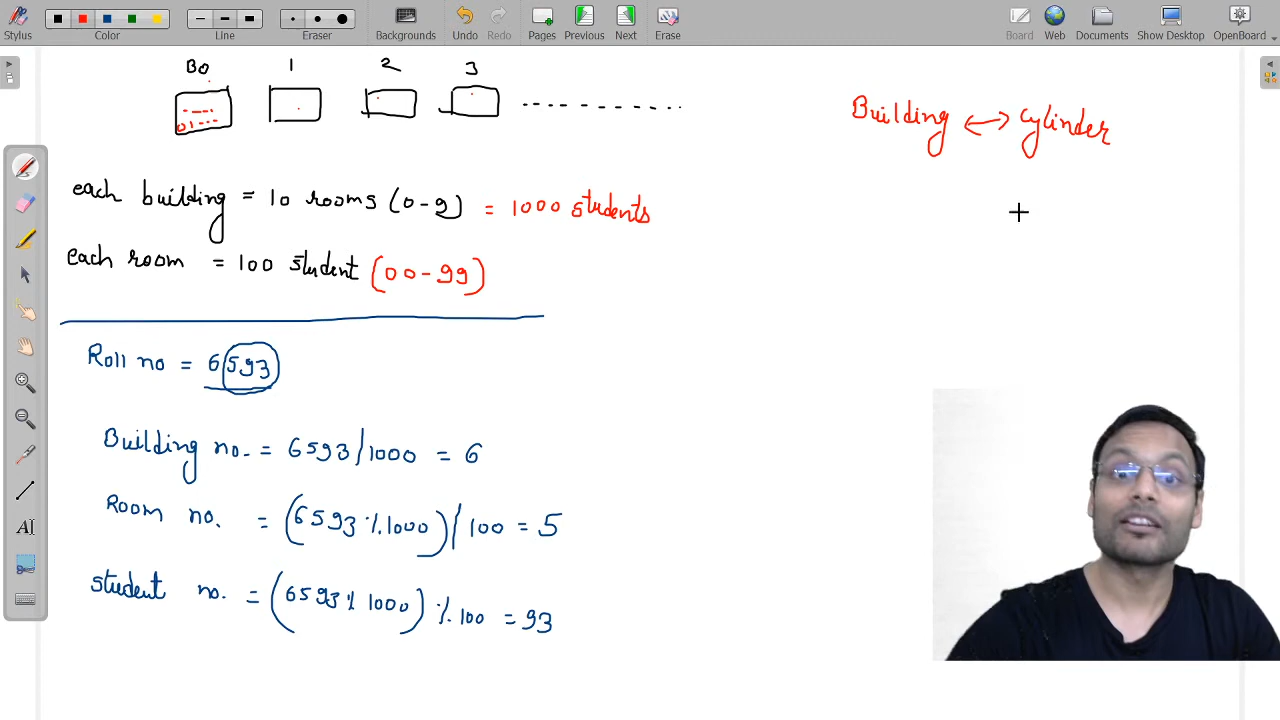 Stylus Color Line Eraser Backgrounds Undo Redo Pages Previous Next Erase Board Web Documents Show Desktop OpenBoard
B0 1 2 3
Building <-> Cylinder
each building = 10 rooms (0-9) = 1000 students
each room = 100 student (00-99)
Roll no = 6593
Building no. = 6593/1000 = 6
Room no. = (6593 % 1000)/100 = 5
student no. = (6593 % 1000) % 100 = 93